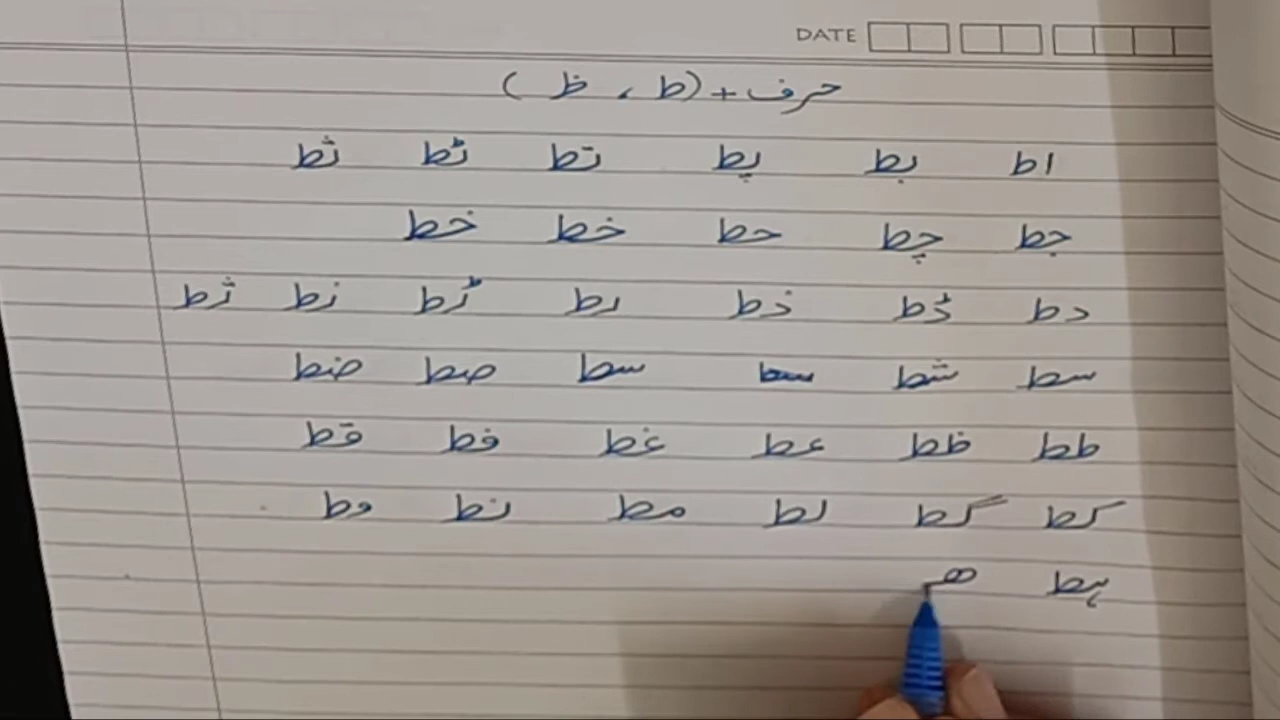 DATE
حرف + (ط ، ظ)
اط بط پط تط ٹط ثط
جط چط حط خط خط
دط ڈط ذط رط ڑط زط ژط
سط شط سط صط ضط
طط ظط عط غط فط قط
کط گط لط مط نط وط
ہط ھ